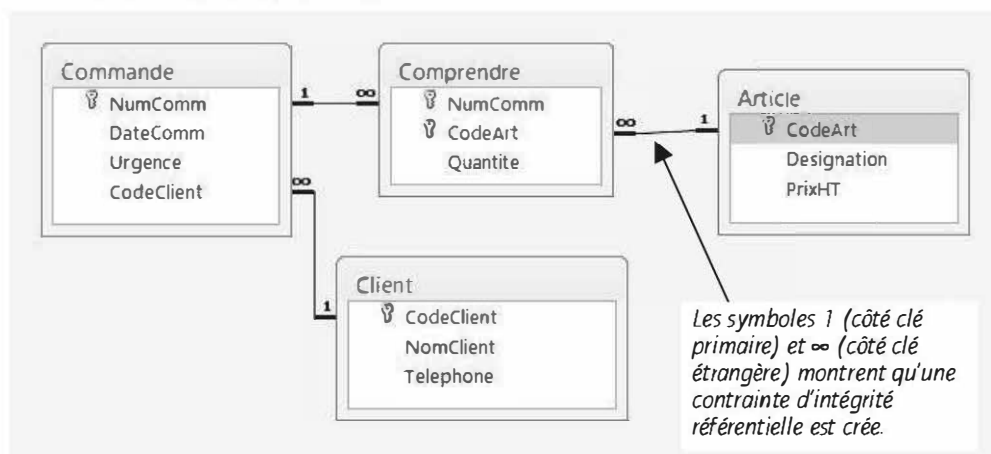 Commande
NumComm
DateComm
Urgence
CodeClient
1 ∞
Comprendre
NumComm
CodeArt
Quantite
∞ 1
Article
CodeArt
Designation
PrixHT
∞
1
Client
CodeClient
NomClient
Telephone
Les symboles 1 (côté clé
primaire) et ∞ (côté clé
étrangère) montrent qu'une
contrainte d'intégrité
référentielle est crée.